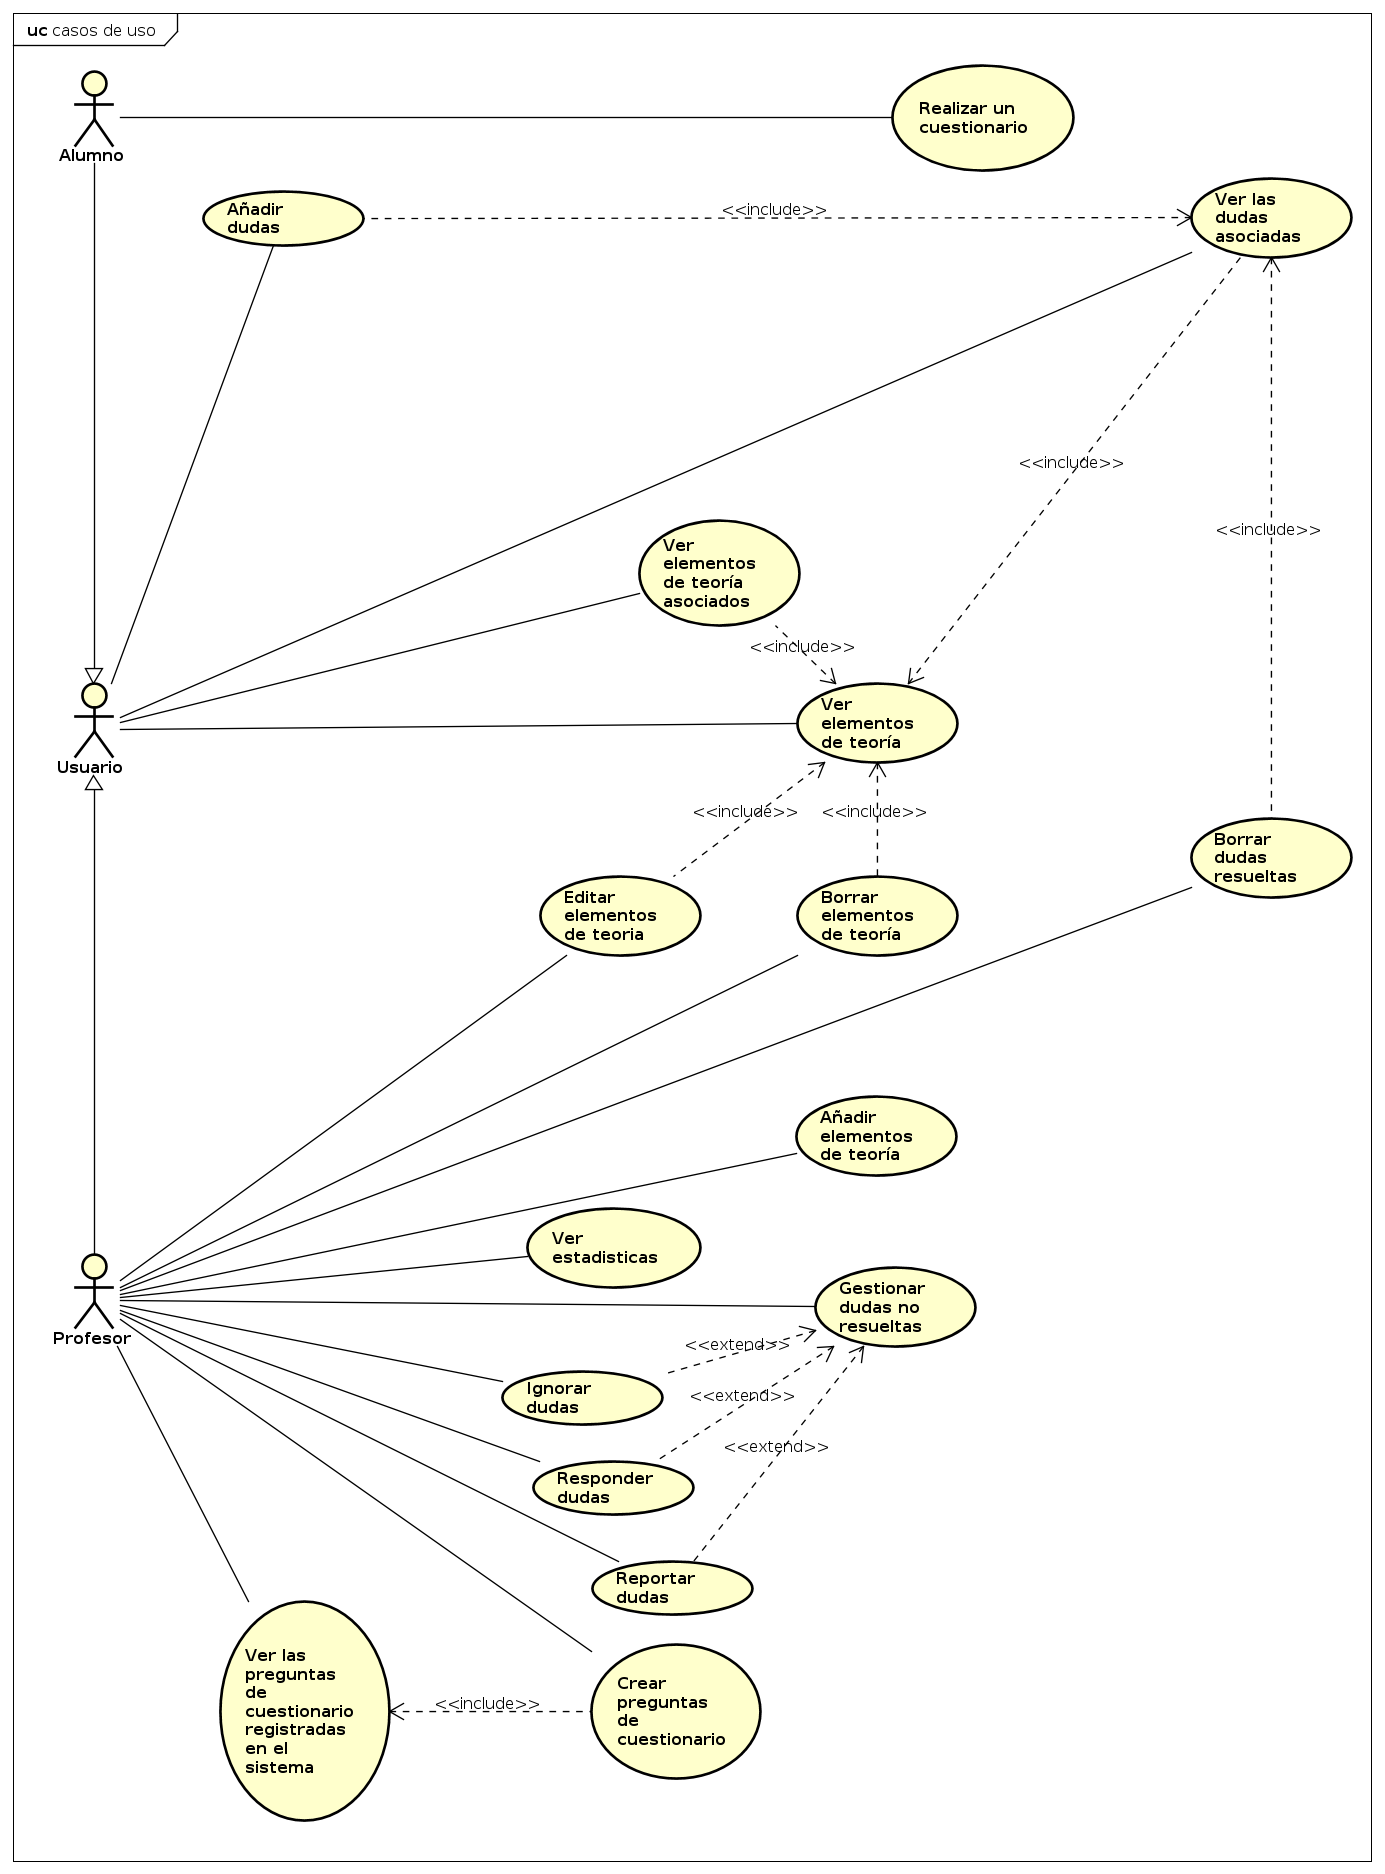 uc casos de uso
Alumno
Realizar un
cuestionario
Añadir
dudas
<<include>>
Ver las
dudas
asociadas
<<include>>
<<include>>
Ver
elementos
de teoría
asociados
<<include>>
Usuario
Ver
elementos
de teoría
<<include>>
<<include>>
Editar
elementos
de teoria
Borrar
elementos
de teoría
Borrar
dudas
resueltas
Añadir
elementos
de teoría
Ver
estadisticas
Profesor
Gestionar
dudas no
resueltas
<<extend>>
Ignorar
dudas
<<extend>>
<<extend>>
Responder
dudas
Reportar
dudas
Ver las
preguntas
de
cuestionario
registradas
en el
sistema
<<include>>
Crear
preguntas
de
cuestionario